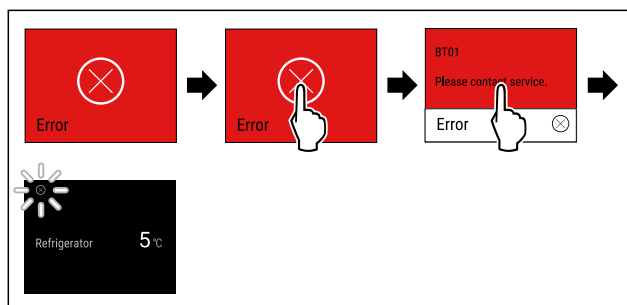 Error
Error
BT01
Please contact service.
Error
Refrigerator 5 °C